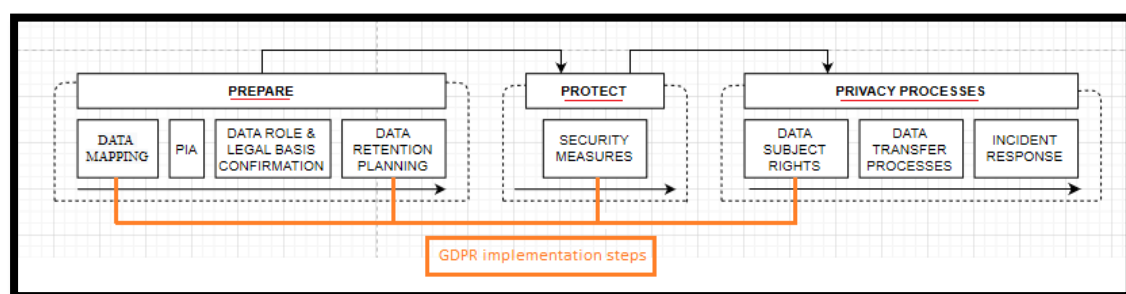 PREPARE
PROTECT
PRIVACY PROCESSES
DATA
MAPPING
PIA
DATA ROLE &
LEGAL BASIS
CONFIRMATION
DATA
RETENTION
PLANNING
SECURITY
MEASURES
DATA
SUBJECT
RIGHTS
DATA
TRANSFER
PROCESSES
INCIDENT
RESPONSE
GDPR implementation steps